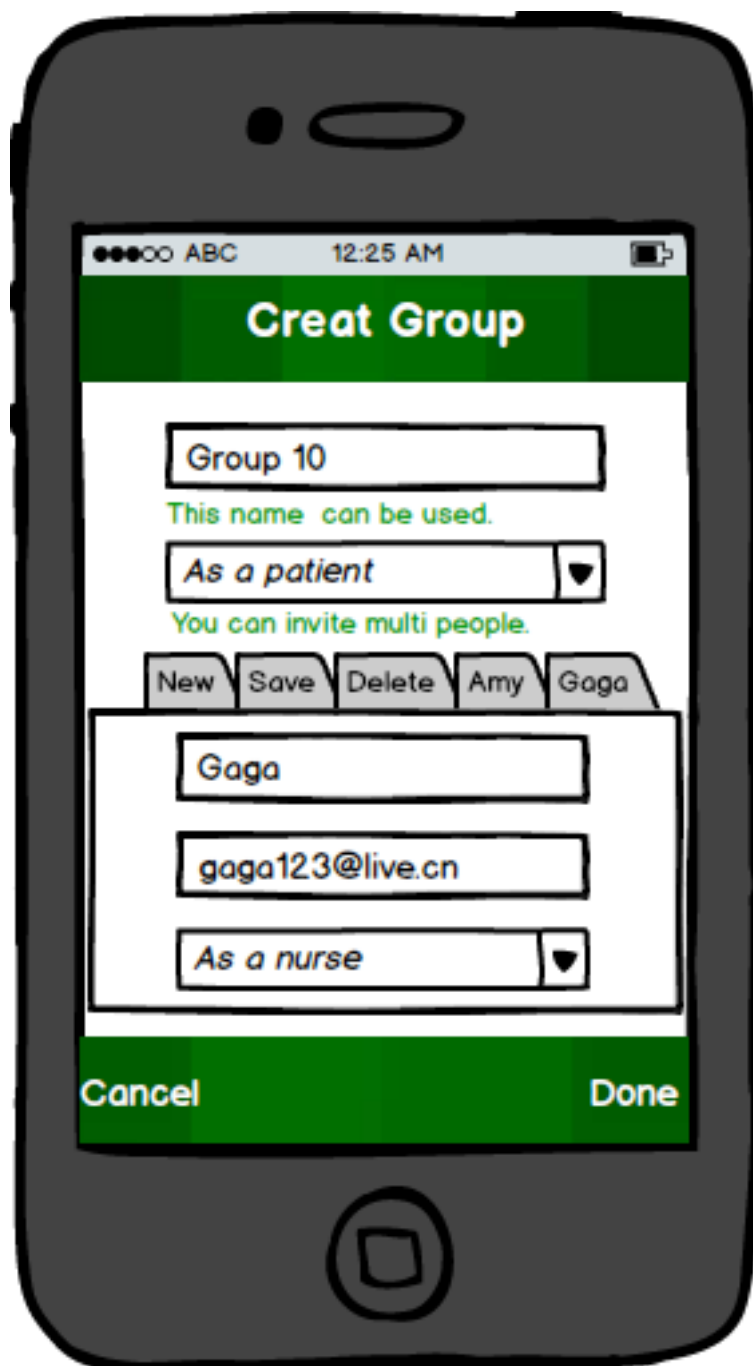 ABC 12:25 AM
Creat Group
Group 10
This name can be used.
As a patient
You can invite multi people.
New Save Delete Amy Gaga
Gaga
gaga123@live.cn
As a nurse
Cancel Done